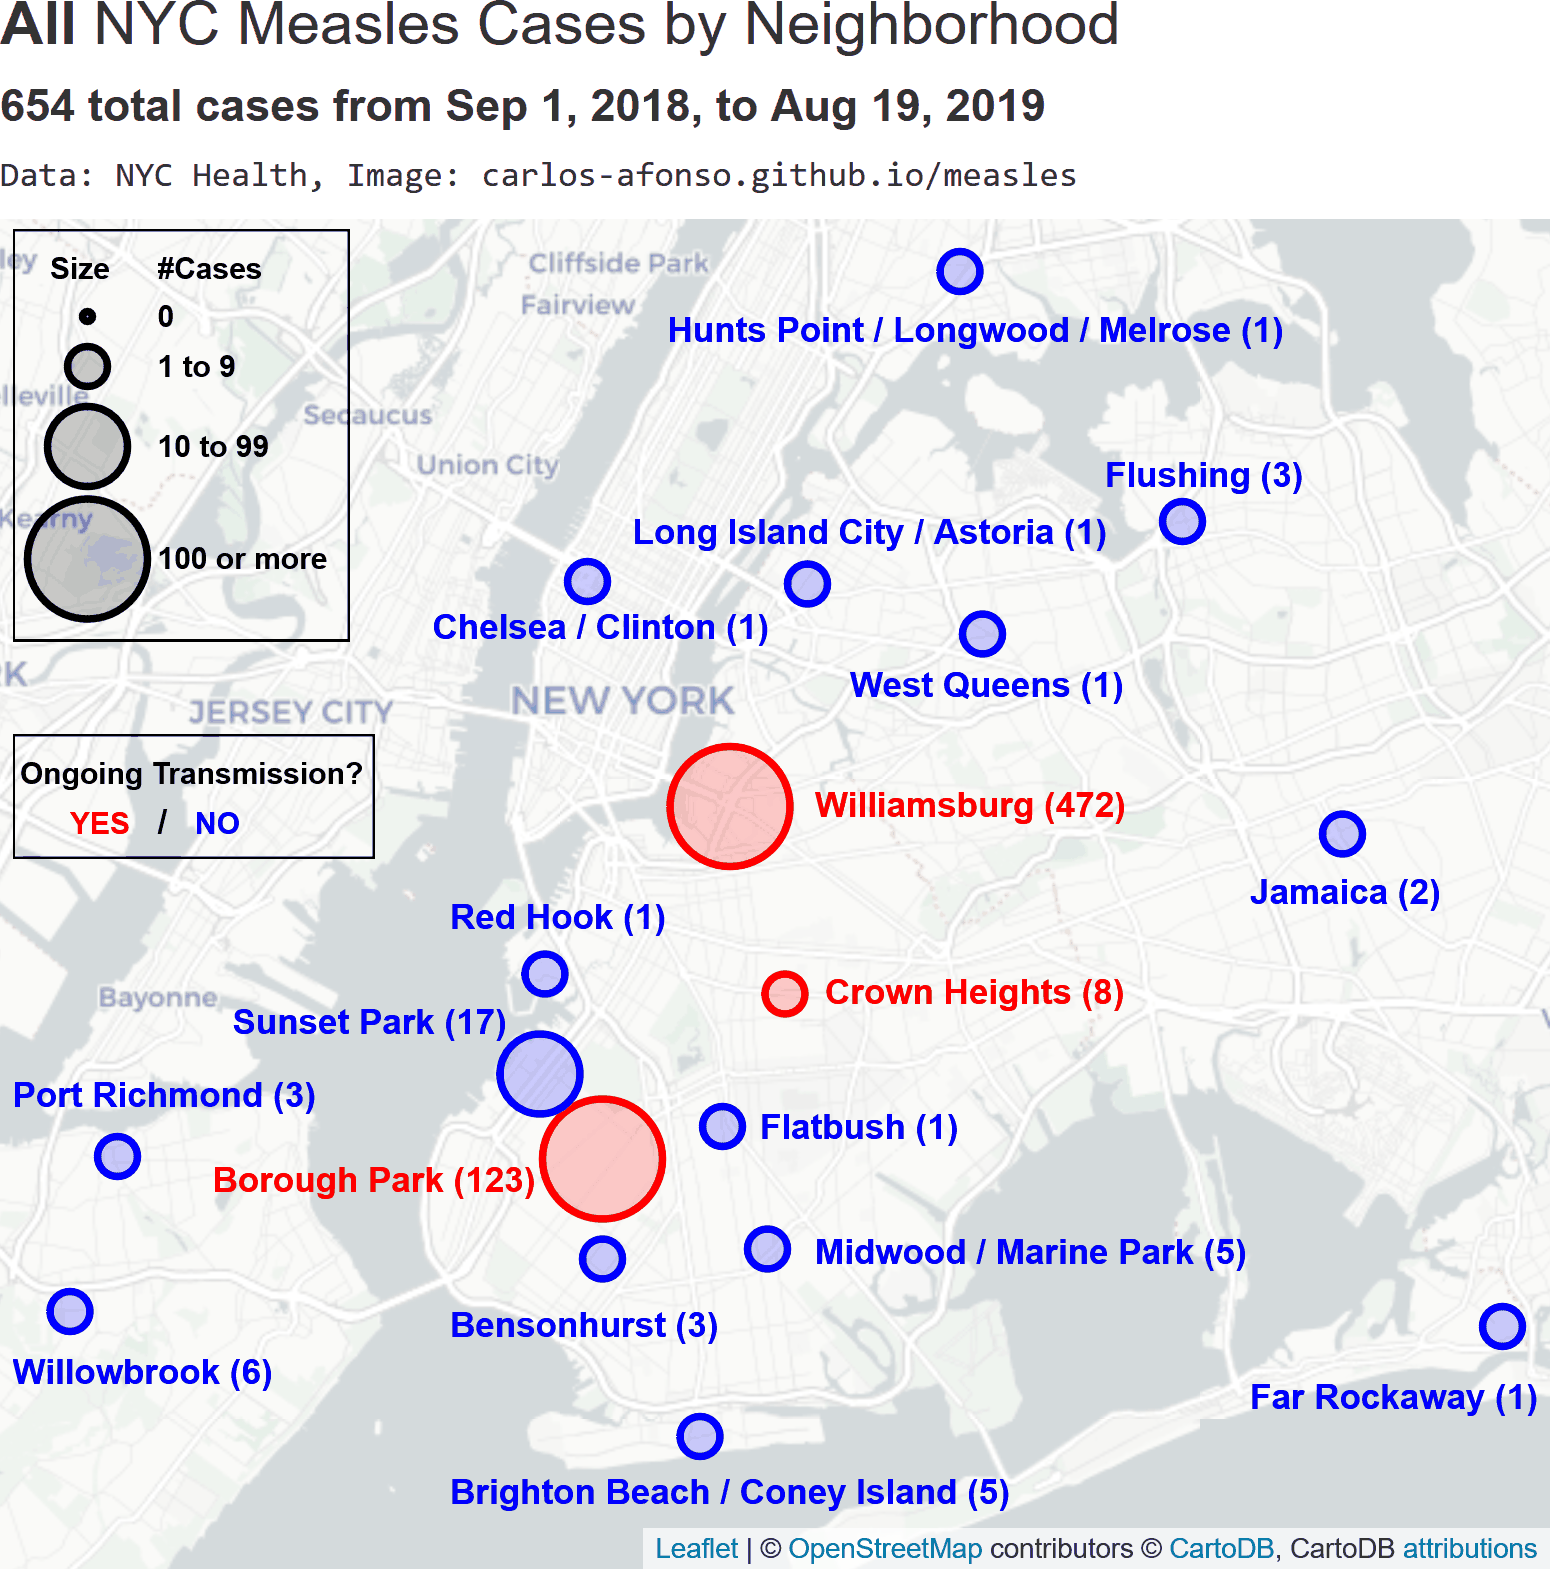 All NYC Measles Cases by Neighborhood
654 total cases from Sep 1, 2018, to Aug 19, 2019
Data: NYC Health, Image: carlos-afonso.github.io/measles
Size #Cases
0
1 to 9
10 to 99
100 or more
Cliffside Park
Fairview
Secaucus
Union City
Kearny
Hunts Point / Longwood / Melrose (1)
Flushing (3)
Long Island City / Astoria (1)
Chelsea / Clinton (1)
West Queens (1)
NEW YORK
JERSEY CITY
Ongoing Transmission?
YES / NO
Williamsburg (472)
Jamaica (2)
Red Hook (1)
Bayonne
Crown Heights (8)
Sunset Park (17)
Port Richmond (3)
Flatbush (1)
Borough Park (123)
Midwood / Marine Park (5)
Bensonhurst (3)
Willowbrook (6)
Far Rockaway (1)
Brighton Beach / Coney Island (5)
Leaflet | © OpenStreetMap contributors © CartoDB, CartoDB attributions